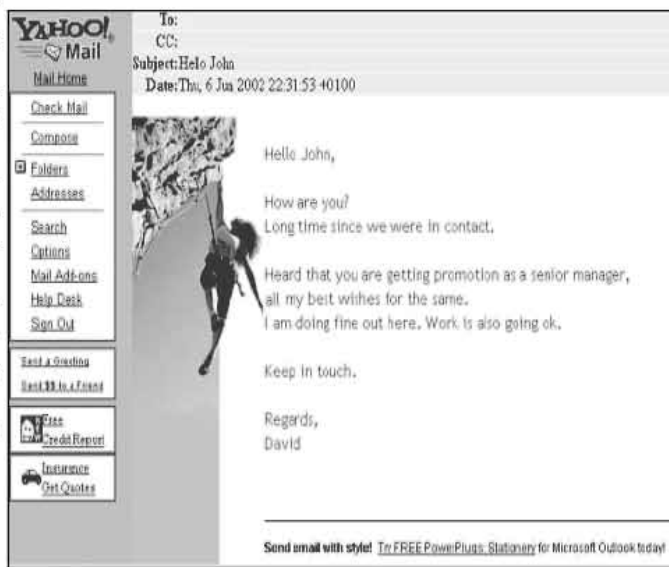 YAHOO!
Mail
Mail Home
Check Mail
Compose
Folders
Addresses
Search
Options
Mail Add-ons
Help Desk
Sign Out
Send a Greeting
Send $$ to a Friend
Free
Credit Report
Insurance
Get Quotes
To:
CC:
Subject:Helo John
Date:Thu, 6 Jun 2002 22:31:53 40100
Hello John,
How are you?
Long time since we were in contact.
Heard that you are getting promotion as a senior manager,
all my best wishes for the same.
I am doing fine out here. Work is also going ok.
Keep in touch.
Regards,
David
Send email with style! Try FREE PowerPlugs: Stationery for Microsoft Outlook today!